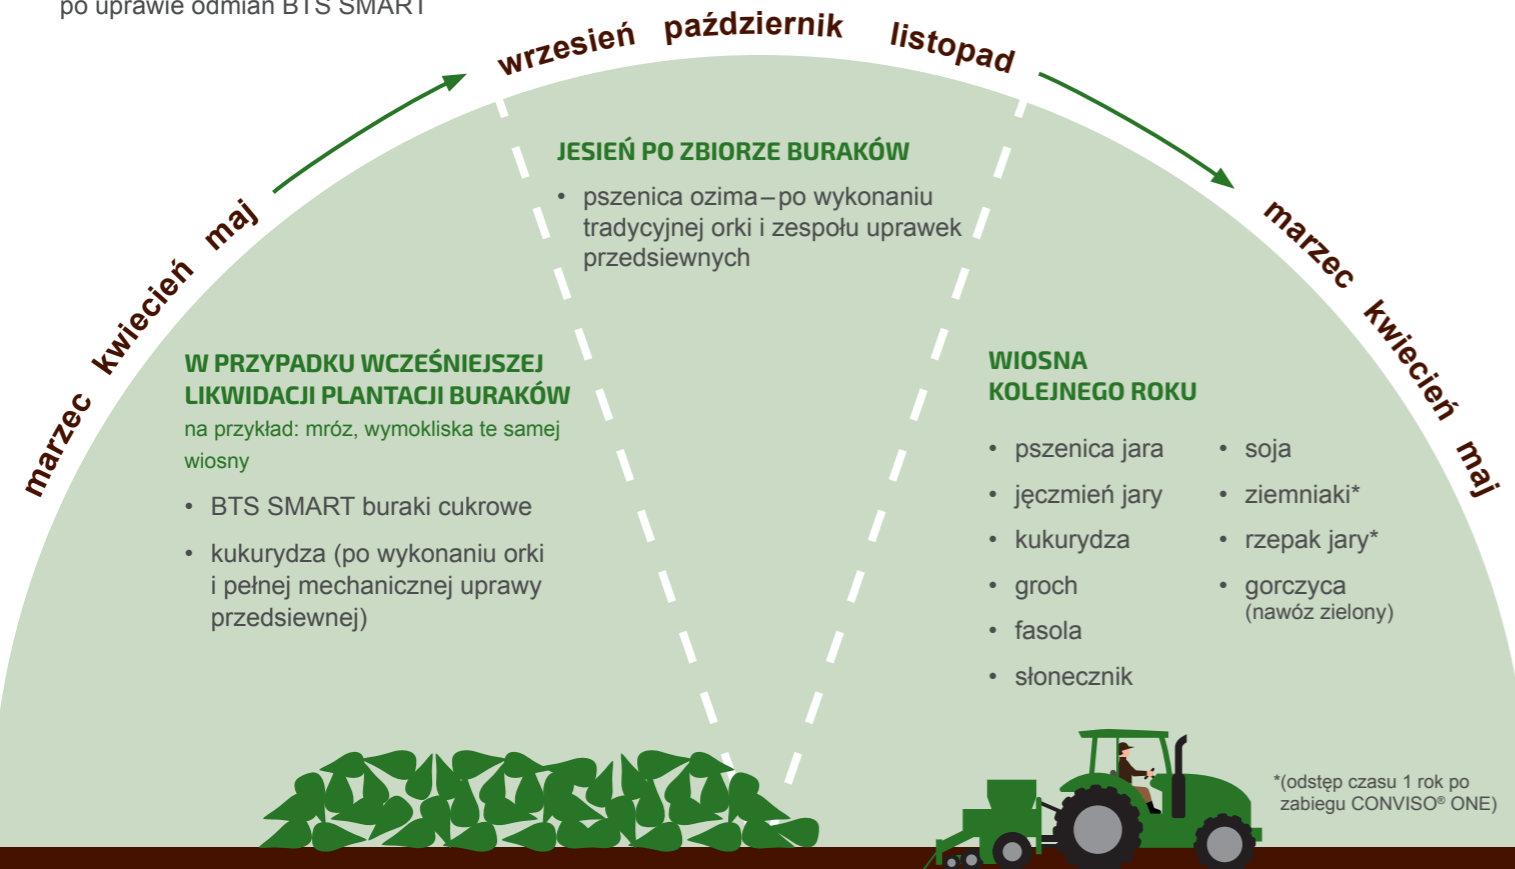 po uprawie odmian BTS SMART
marzec kwiecień maj
wrzesień październik listopad
marzec kwiecień maj
JESIEŃ PO ZBIORZE BURAKÓW
• pszenica ozima – po wykonaniu
tradycyjnej orki i zespołu uprawek
przedsiewnych
W PRZYPADKU WCZEŚNIEJSZEJ
LIKWIDACJI PLANTACJI BURAKÓW
na przykład: mróz, wymokliska te samej
wiosny
• BTS SMART buraki cukrowe
• kukurydza (po wykonaniu orki
i pełnej mechanicznej uprawy
przedsiewnej)
WIOSNA
KOLEJNEGO ROKU
• pszenica jara
• jęczmień jary
• kukurydza
• groch
• fasola
• słonecznik
• soja
• ziemniaki*
• rzepak jary*
• gorczyca
(nawóz zielony)
*(odstęp czasu 1 rok po
zabiegu CONVISO® ONE)